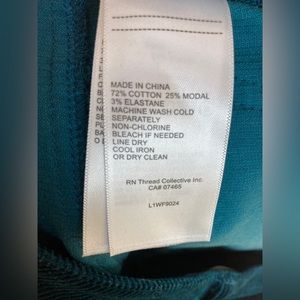 MADE IN CHINA
72% COTTON 25% MODAL
3% ELASTANE
MACHINE WASH COLD
SEPARATELY
NON-CHLORINE
BLEACH IF NEEDED
LINE DRY
COOL IRON
OR DRY CLEAN
RN Thread Collective Inc.
CA# 07465
L1WF9024